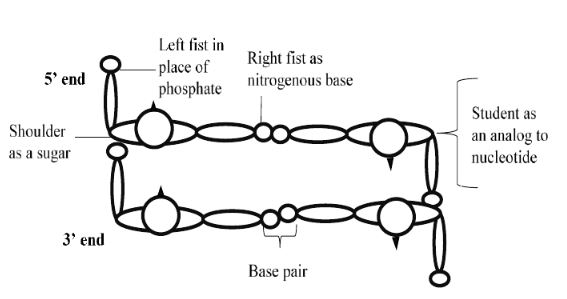 Left fist in
place of
phosphate
5’ end
Right fist as
nitrogenous base
Shoulder
as a sugar
Student as
an analog to
nucleotide
3’ end
Base pair